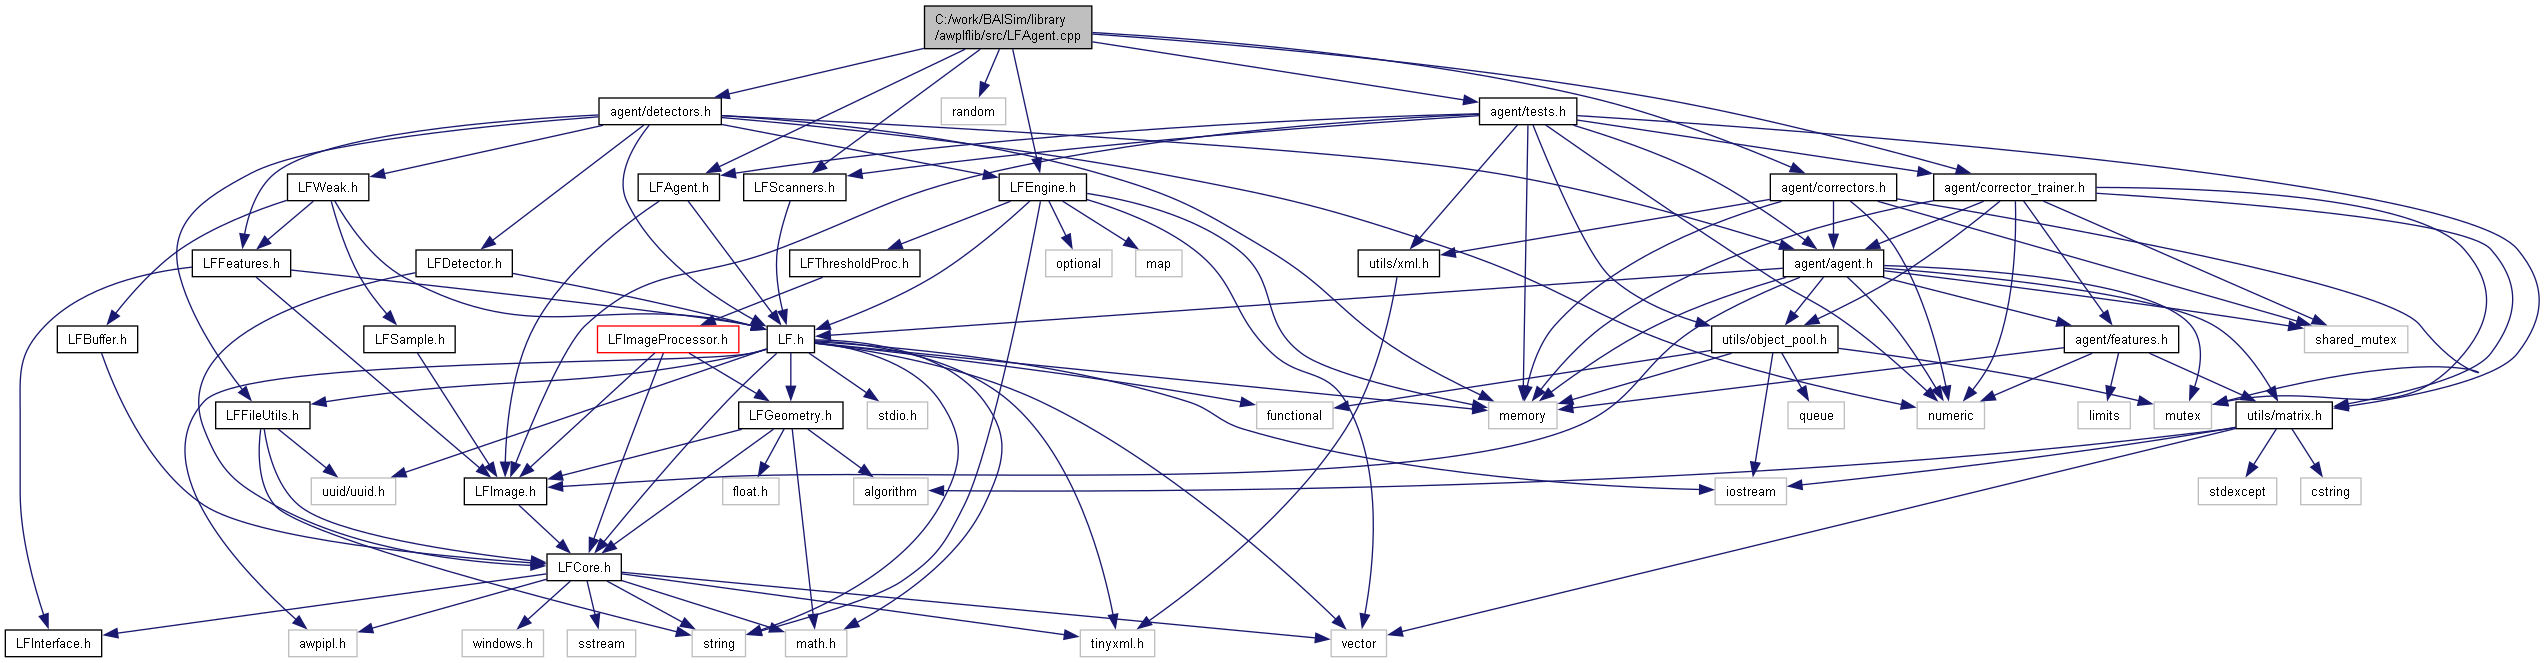 C:/work/BAISim/library
/awplflib/src/LFAgent.cpp
agent/detectors.h
random
agent/tests.h
LFWeak.h
LFAgent.h
LFScanners.h
LFEngine.h
agent/correctors.h
agent/corrector_trainer.h
LFFeatures.h
LFDetector.h
LFThresholdProc.h
optional
map
utils/xml.h
agent/agent.h
LFBuffer.h
LFSample.h
LFImageProcessor.h
LF.h
utils/object_pool.h
agent/features.h
shared_mutex
LFFileUtils.h
LFGeometry.h
stdio.h
functional
memory
queue
numeric
limits
mutex
utils/matrix.h
uuid/uuid.h
LFImage.h
float.h
algorithm
iostream
stdexcept
cstring
LFCore.h
LFInterface.h
awpipl.h
windows.h
sstream
string
math.h
tinyxml.h
vector